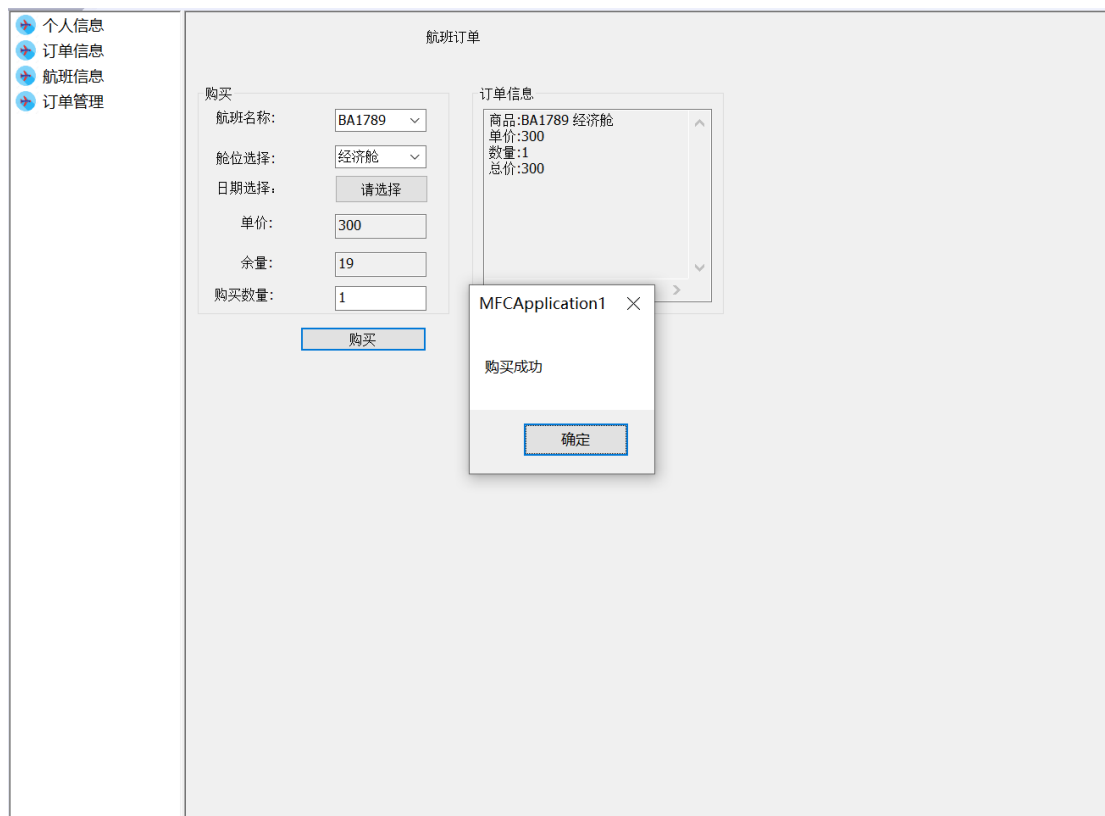 个人信息
订单信息
航班信息
订单管理
航班订单
购买
航班名称:
BA1789
舱位选择:
经济舱
日期选择：
请选择
单价:
300
余量:
19
购买数量:
1
购买
订单信息
商品:BA1789 经济舱
单价:300
数量:1
总价:300
MFCApplication1
购买成功
确定